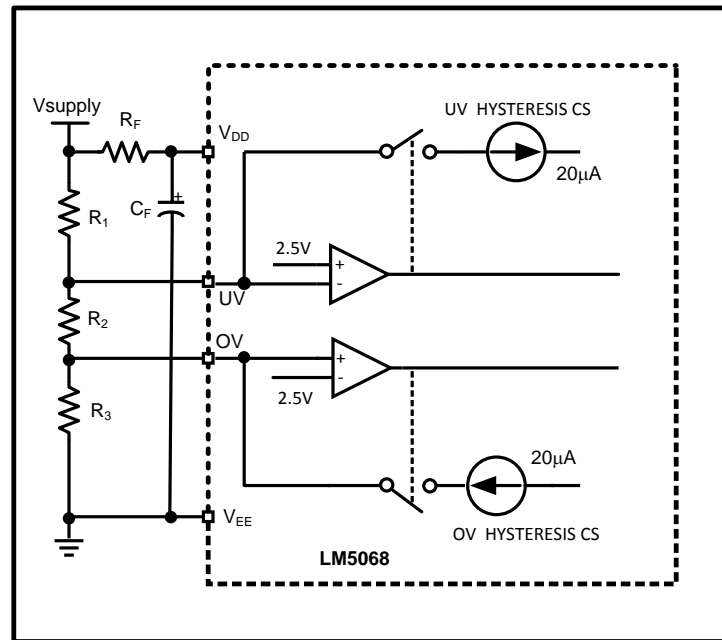 Vsupply
R_F
V_DD
UV HYSTERESIS CS
20μA
R_1
C_F
+
2.5V
+
-
UV
R_2
OV
+
-
2.5V
R_3
20μA
V_EE
OV HYSTERESIS CS
LM5068